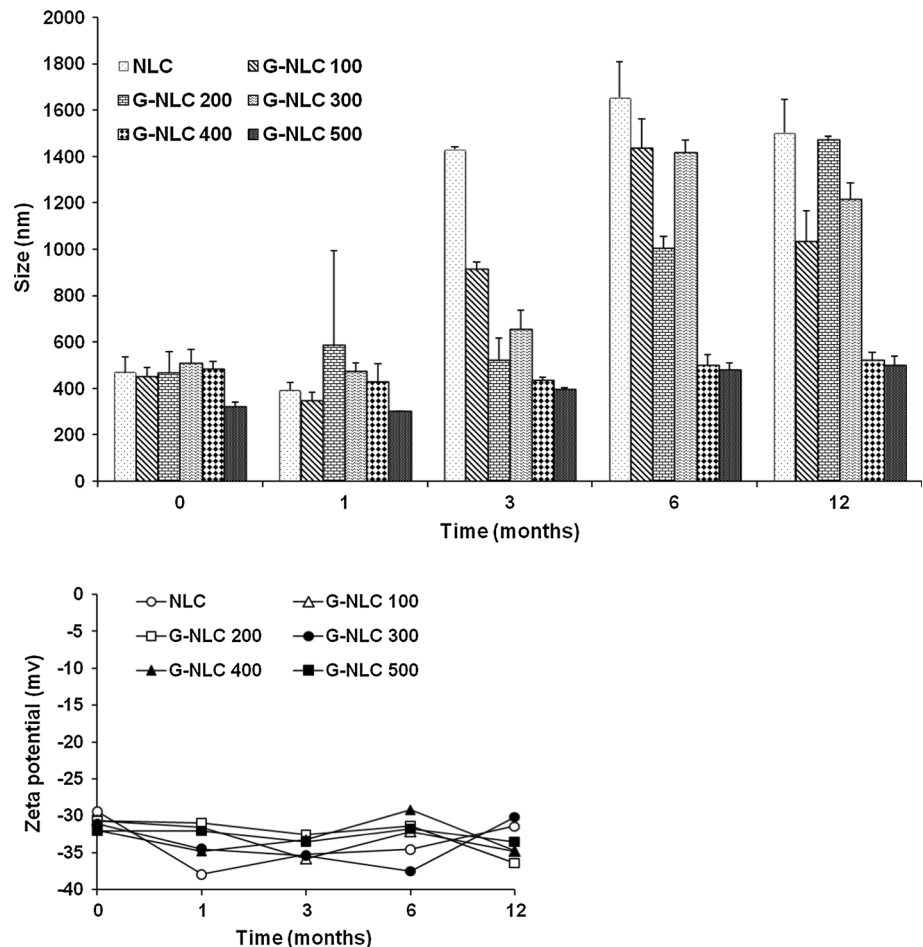 2000
1800
1600
1400
1200
1000
800
600
400
200
0
Size (nm)
NLC G-NLC 100
G-NLC 200 G-NLC 300
G-NLC 400 G-NLC 500
0 1 3 6 12
Time (months)
0
-5
-10
-15
-20
-25
-30
-35
-40
Zeta potential (mv)
NLC G-NLC 100
G-NLC 200 G-NLC 300
G-NLC 400 G-NLC 500
0 1 3 6 12
Time (months)